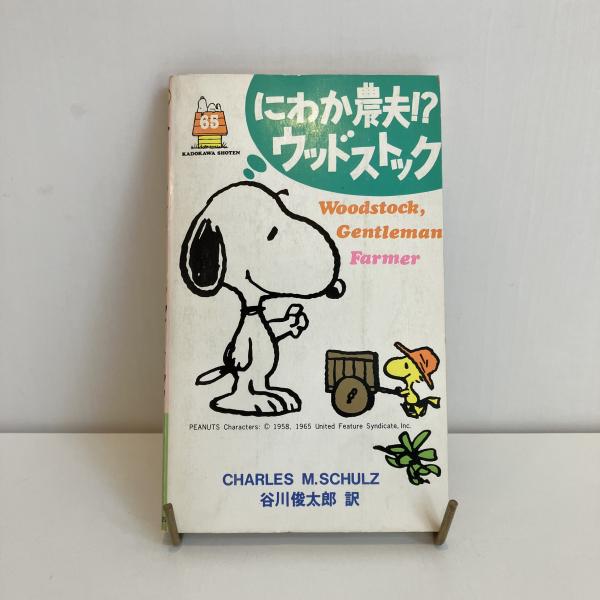 65
KADOKAWA SHOTEN
にわか農夫!?
ウッドストック
Woodstock,
Gentleman
Farmer
PEANUTS Characters: © 1958, 1965 United Feature Syndicate, Inc.
CHARLES M.SCHULZ
谷川俊太郎 訳